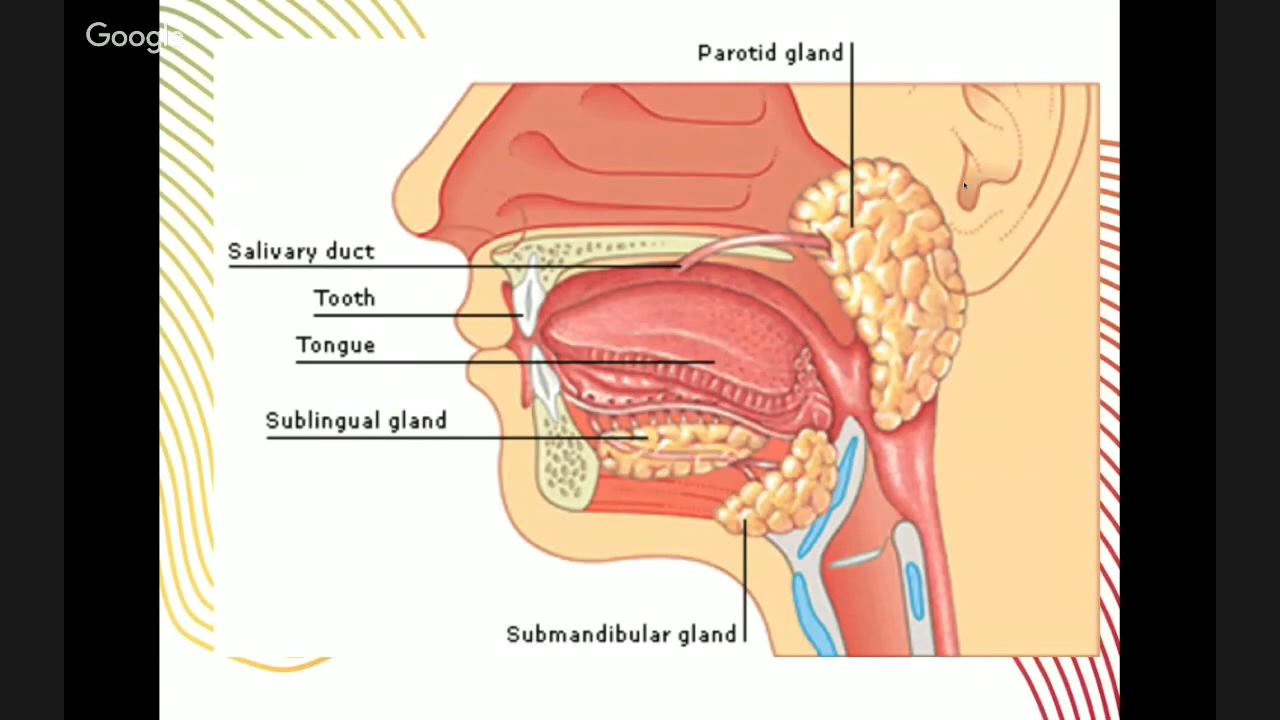 Google
Parotid gland
Salivary duct
Tooth
Tongue
Sublingual gland
Submandibular gland